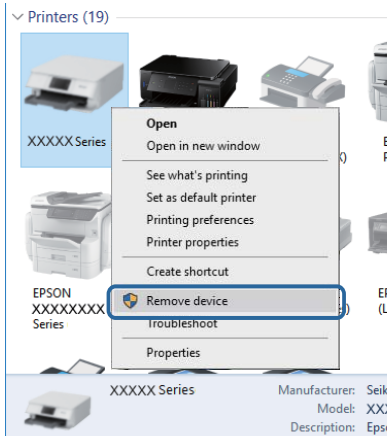 Printers (19)
XXXXX Series
Open
Open in new window
See what's printing
Set as default printer
Printing preferences
Printer properties
Create shortcut
Remove device
Troubleshoot
Properties
EPSON
XXXXXXXX
Series
XXXXX Series
Manufacturer:
Model:
Description: